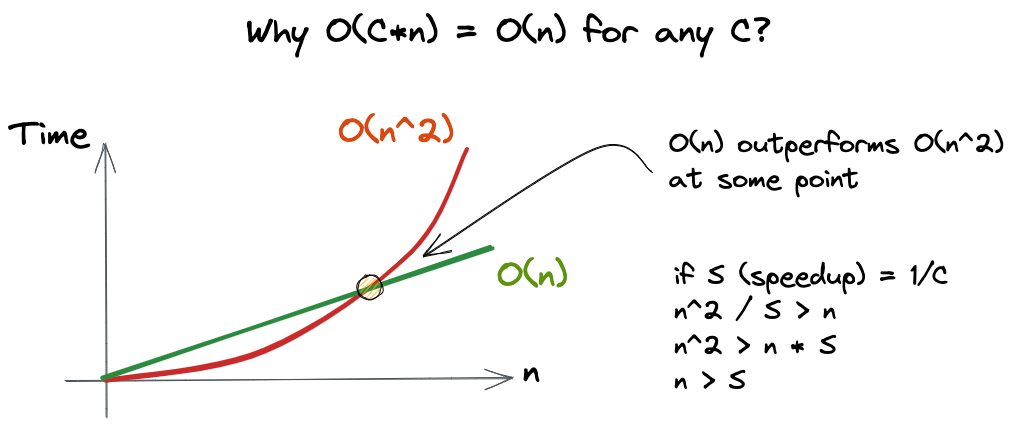 Why O(C*n) = O(n) for any C?
Time
O(n^2)
O(n) outperforms O(n^2)
at some point
O(n)
if S (speedup) = 1/C
n^2 / S > n
n^2 > n * S
n > S
n